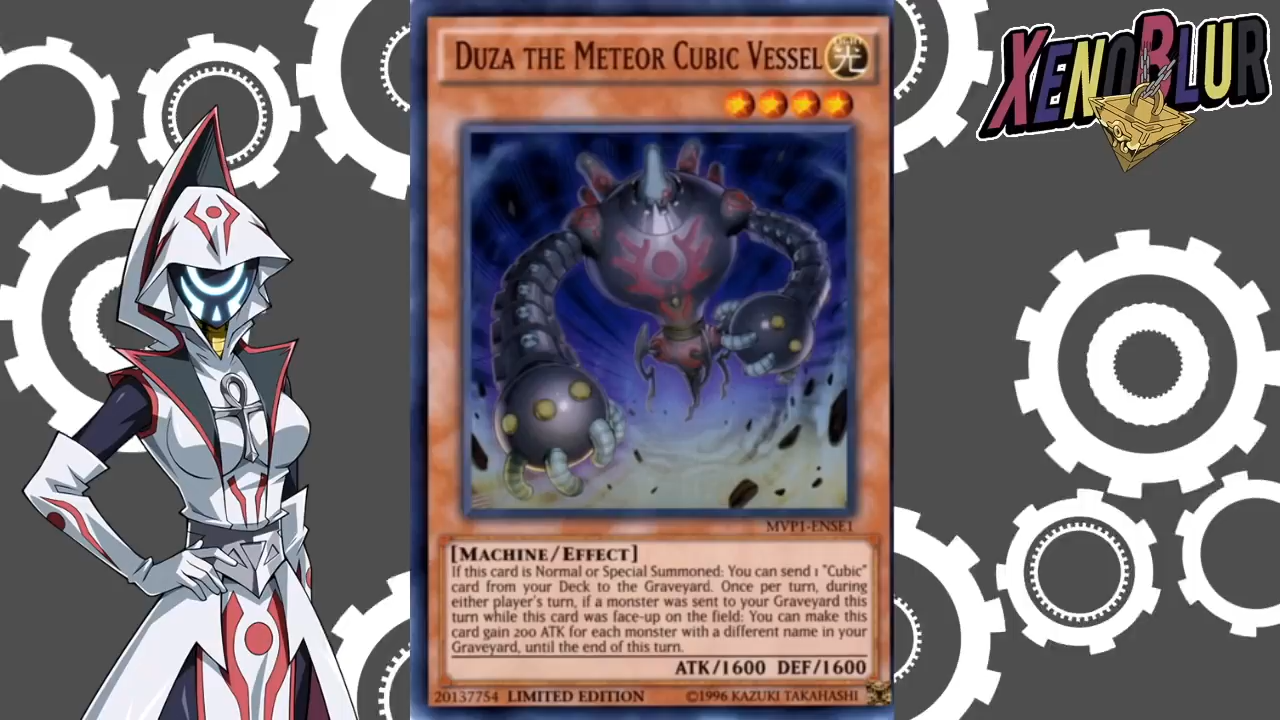 DUZA THE METEOR CUBIC VESSEL
LIGHT
光
XENOBLUR
MVP1-ENSE1
[MACHINE/EFFECT]
If this card is Normal or Special Summoned: You can send 1 "Cubic"
card from your Deck to the Graveyard. Once per turn, during
either player's turn, if a monster was sent to your Graveyard this
turn while this card was face-up on the field: You can make this
card gain 200 ATK for each monster with a different name in your
Graveyard, until the end of this turn.
ATK/1600 DEF/1600
20137754 LIMITED EDITION ©1996 KAZUKI TAKAHASHI